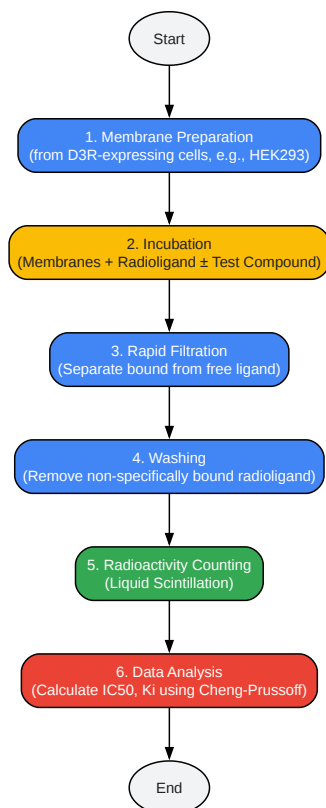 Start
1. Membrane Preparation
(from D3R-expressing cells, e.g., HEK293)
2. Incubation
(Membranes + Radioligand ± Test Compound)
3. Rapid Filtration
(Separate bound from free ligand)
4. Washing
(Remove non-specifically bound radioligand)
5. Radioactivity Counting
(Liquid Scintillation)
6. Data Analysis
(Calculate IC50, Ki using Cheng-Prussoff)
End